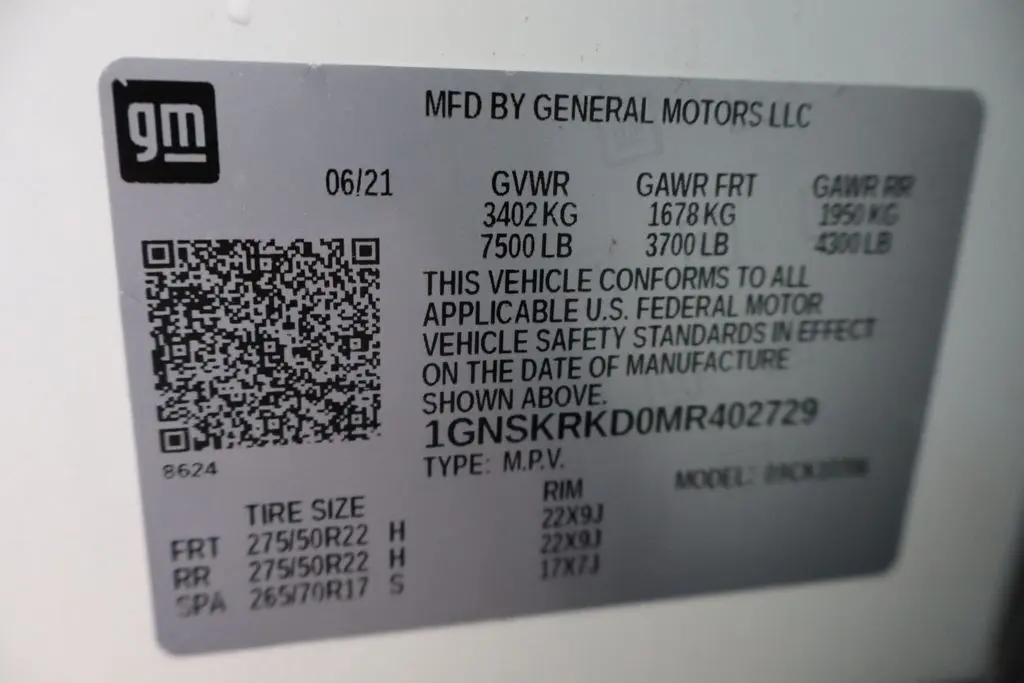 gm
MFD BY GENERAL MOTORS LLC
06/21 GVWR GAWR FRT GAWR RR
3402 KG 1678 KG 1950 KG
7500 LB 3700 LB 4300 LB
THIS VEHICLE CONFORMS TO ALL
APPLICABLE U.S. FEDERAL MOTOR
VEHICLE SAFETY STANDARDS IN EFFECT
ON THE DATE OF MANUFACTURE
SHOWN ABOVE.
1GNSKRKD0MR402729
8624
TYPE: M.P.V. MODEL:
TIRE SIZE RIM
FRT 275/50R22 H 22X9J
RR 275/50R22 H 22X9J
SPA 265/70R17 S 17X7J